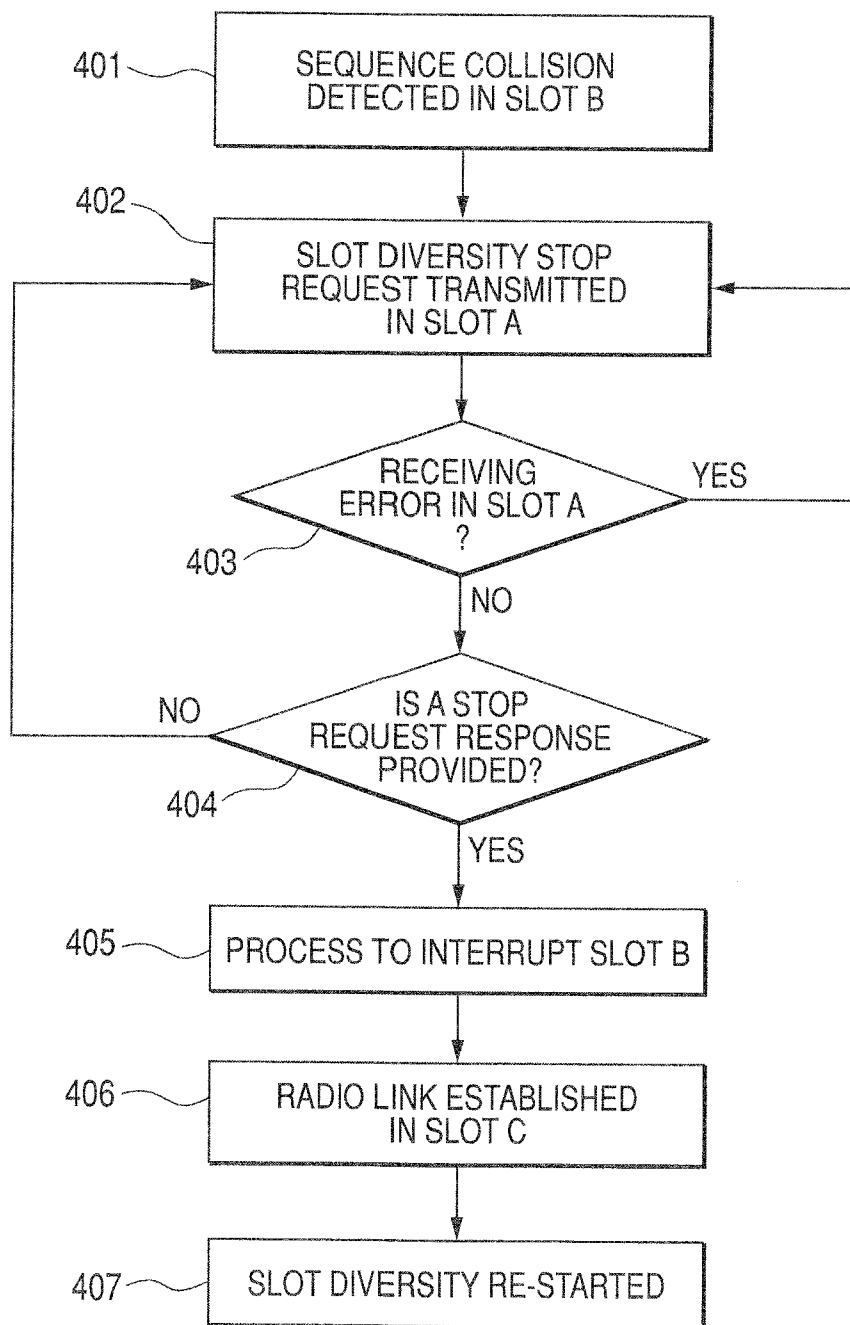 401
SEQUENCE COLLISION
DETECTED IN SLOT B
402
SLOT DIVERSITY STOP
REQUEST TRANSMITTED
IN SLOT A
RECEIVING
ERROR IN SLOT A
?
YES
403
NO
IS A STOP
REQUEST RESPONSE
PROVIDED?
NO
404
YES
405
PROCESS TO INTERRUPT SLOT B
406
RADIO LINK ESTABLISHED
IN SLOT C
407
SLOT DIVERSITY RE-STARTED